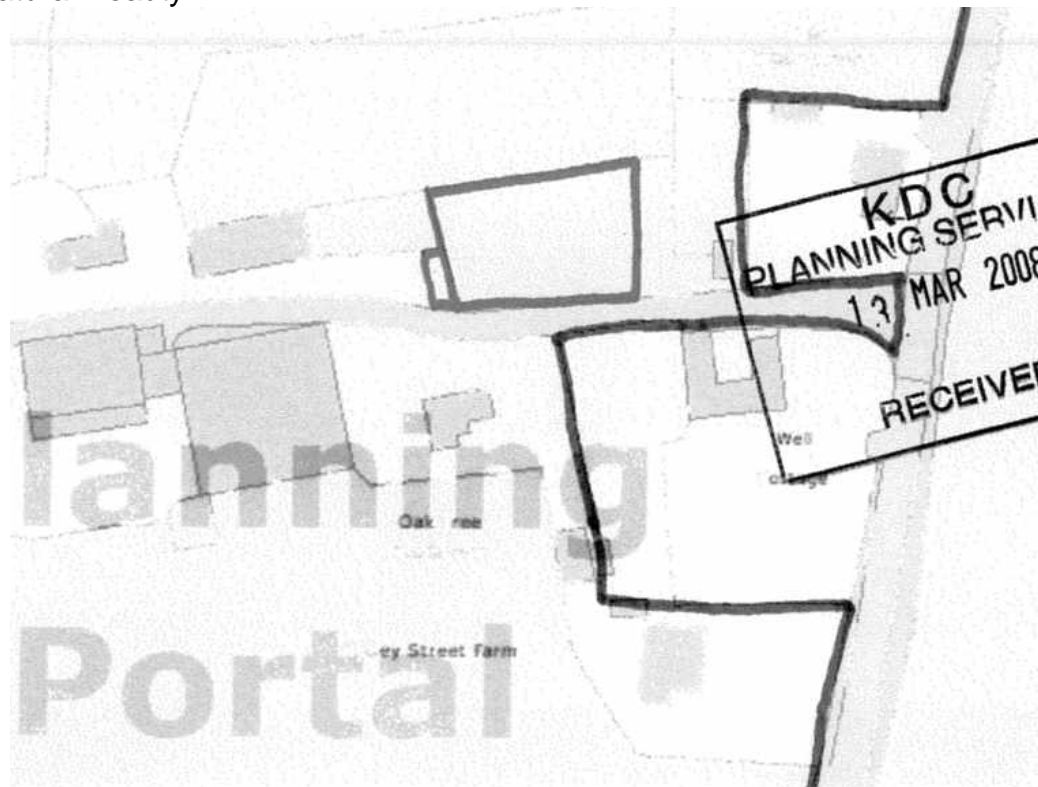 KDC
PLANNING SERVI
13 MAR 2008
RECEIVE
Well
lanning
Oak
ey Street Farm
Portal